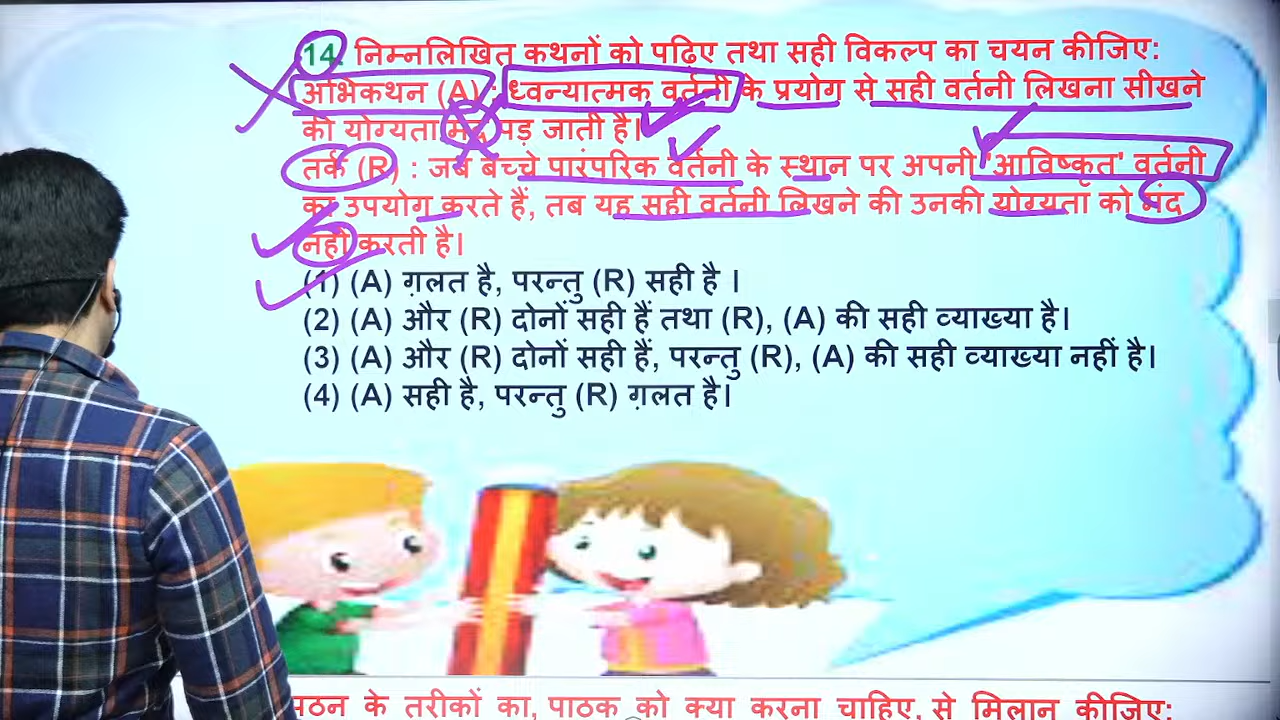 14. निम्नलिखित कथनों को पढ़िए तथा सही विकल्प का चयन कीजिए:
अभिकथन (A) : ध्वन्यात्मक वर्तनी के प्रयोग से सही वर्तनी लिखना सीखने
की योग्यता मंद पड़ जाती है।
तर्क (R) : जब बच्चे पारंपरिक वर्तनी के स्थान पर अपनी 'आविष्कृत' वर्तनी
का उपयोग करते हैं, तब यह सही वर्तनी लिखने की उनकी योग्यताॅ को मंद
नहीं करती है।
(1) (A) ग़लत है, परन्तु (R) सही है ।
(2) (A) और (R) दोनों सही हैं तथा (R), (A) की सही व्याख्या है।
(3) (A) और (R) दोनों सही हैं, परन्तु (R), (A) की सही व्याख्या नहीं है।
(4) (A) सही है, परन्तु (R) ग़लत है।
के तरीकों का, पाठक को क्या करना चाहिए, से मिलान कीजिए: